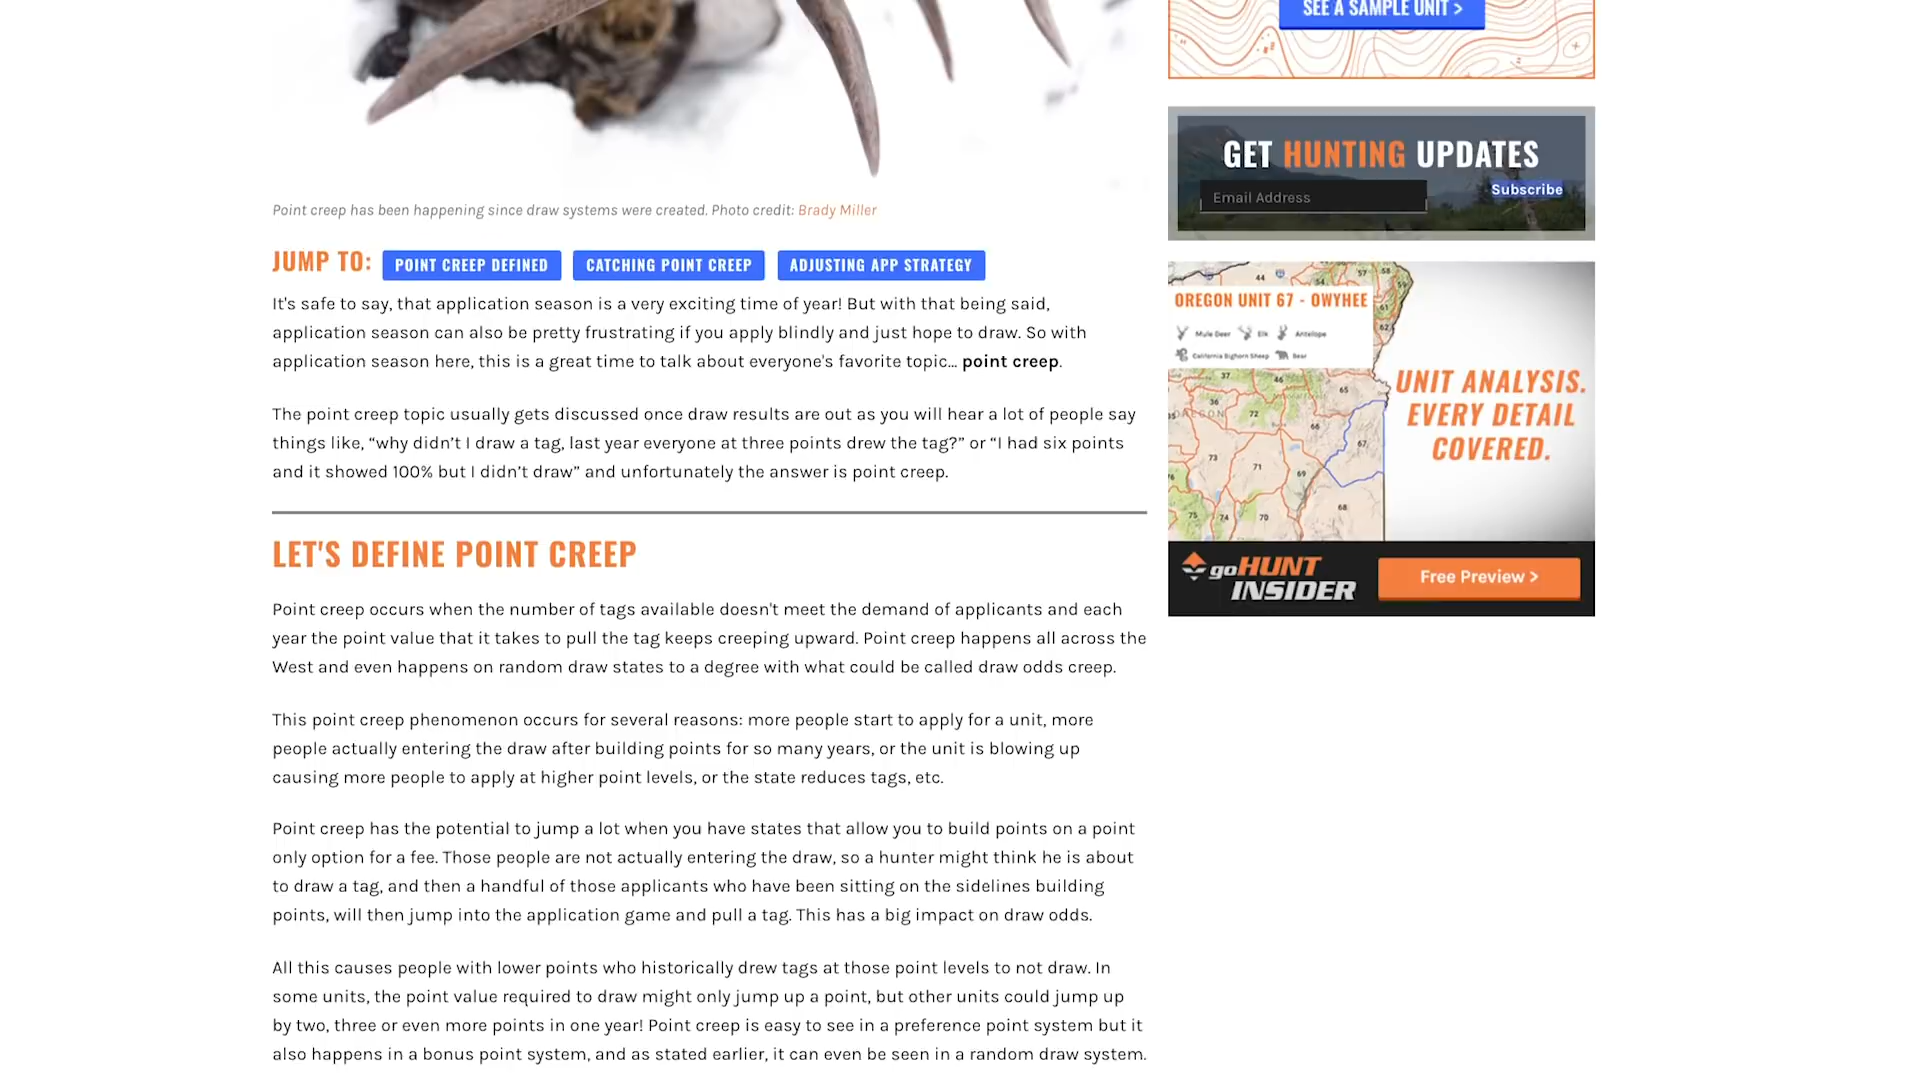 SEE A SAMPLE UNIT >
GET HUNTING UPDATES
Email Address
Subscribe
Point creep has been happening since draw systems were created. Photo credit: Brady Miller
JUMP TO: POINT CREEP DEFINED CATCHING POINT CREEP ADJUSTING APP STRATEGY
It's safe to say, that application season is a very exciting time of year! But with that being said,
application season can also be pretty frustrating if you apply blindly and just hope to draw. So with
application season here, this is a great time to talk about everyone's favorite topic... point creep.
The point creep topic usually gets discussed once draw results are out as you will hear a lot of people say
things like, “why didn’t I draw a tag, last year everyone at three points drew the tag?” or “I had six points
and it showed 100% but I didn’t draw” and unfortunately the answer is point creep.
LET'S DEFINE POINT CREEP
Point creep occurs when the number of tags available doesn't meet the demand of applicants and each
year the point value that it takes to pull the tag keeps creeping upward. Point creep happens all across the
West and even happens on random draw states to a degree with what could be called draw odds creep.
This point creep phenomenon occurs for several reasons: more people start to apply for a unit, more
people actually entering the draw after building points for so many years, or the unit is blowing up
causing more people to apply at higher point levels, or the state reduces tags, etc.
Point creep has the potential to jump a lot when you have states that allow you to build points on a point
only option for a fee. Those people are not actually entering the draw, so a hunter might think he is about
to draw a tag, and then a handful of those applicants who have been sitting on the sidelines building
points, will then jump into the application game and pull a tag. This has a big impact on draw odds.
All this causes people with lower points who historically drew tags at those point levels to not draw. In
some units, the point value required to draw might only jump up a point, but other units could jump up
by two, three or even more points in one year! Point creep is easy to see in a preference point system but it
also happens in a bonus point system, and as stated earlier, it can even be seen in a random draw system.
OREGON UNIT 67 - OWYHEE
Mule Deer Elk Antelope
California Bighorn Sheep Bear
44 57 58
61
62
37 46 65
36
OREGON 72 66
67
73 71 69
68
75 74 70
UNIT ANALYSIS.
EVERY DETAIL
COVERED.
goHUNT
INSIDER
Free Preview >